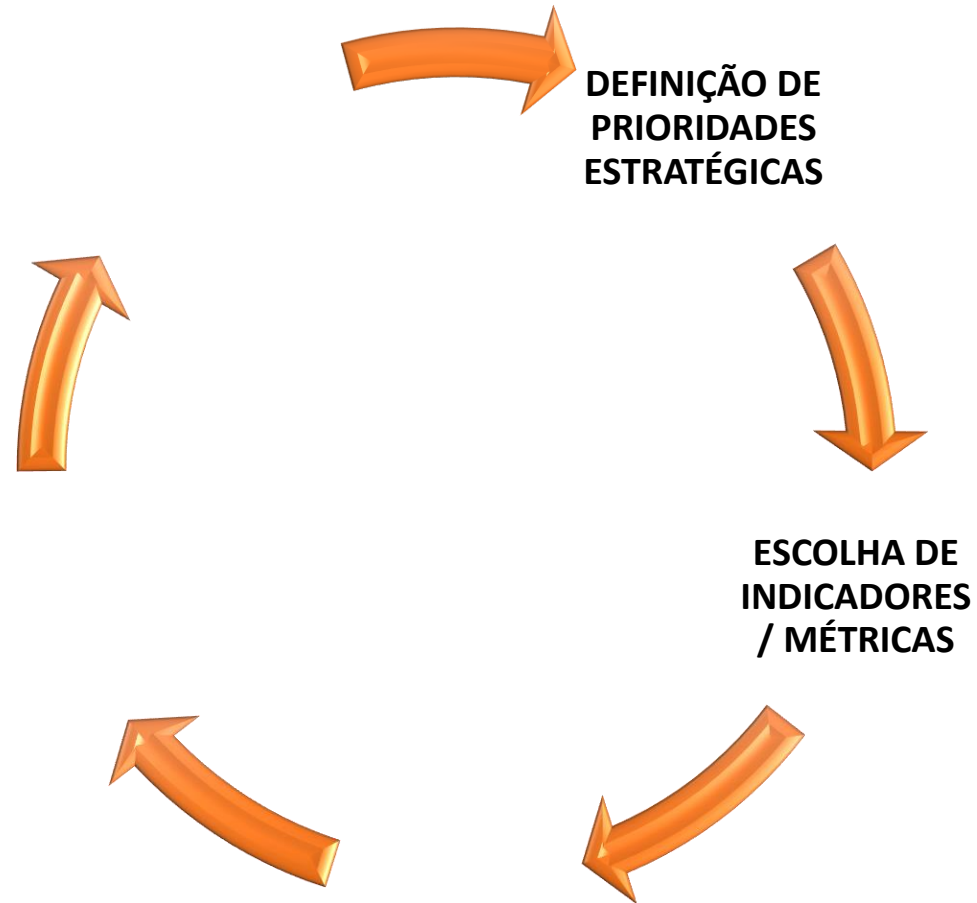 DEFINIÇÃO DE
PRIORIDADES
ESTRATÉGICAS
ESCOLHA DE
INDICADORES
/ MÉTRICAS